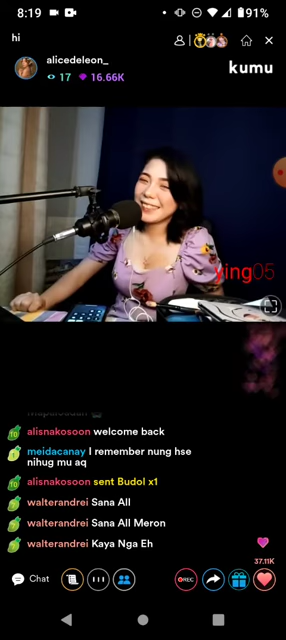 8:19
91%
hi
alicedeleon_
17
16.66K
kumu
ying05
alisnakosoon welcome back
meidacanay I remember nung hse
nihug mu aq
alisnakosoon sent Budol x1
walterandrei Sana All
walterandrei Sana All Meron
walterandrei Kaya Nga Eh
37.11K
Chat
REC